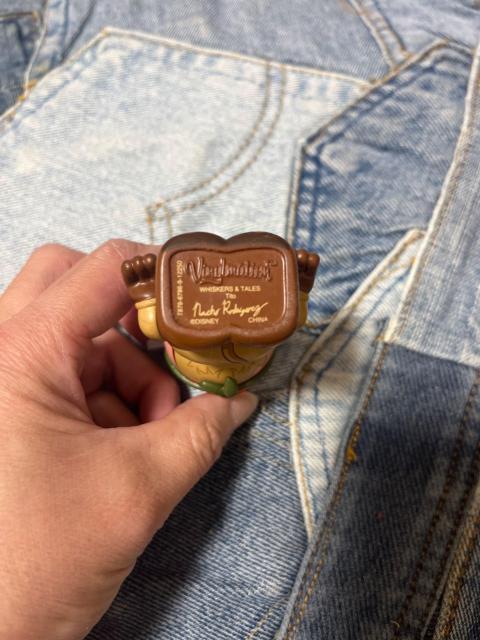 Vinylmation
WHISKERS & TALES
Tito
Nacho Rodriguez
©DISNEY CHINA